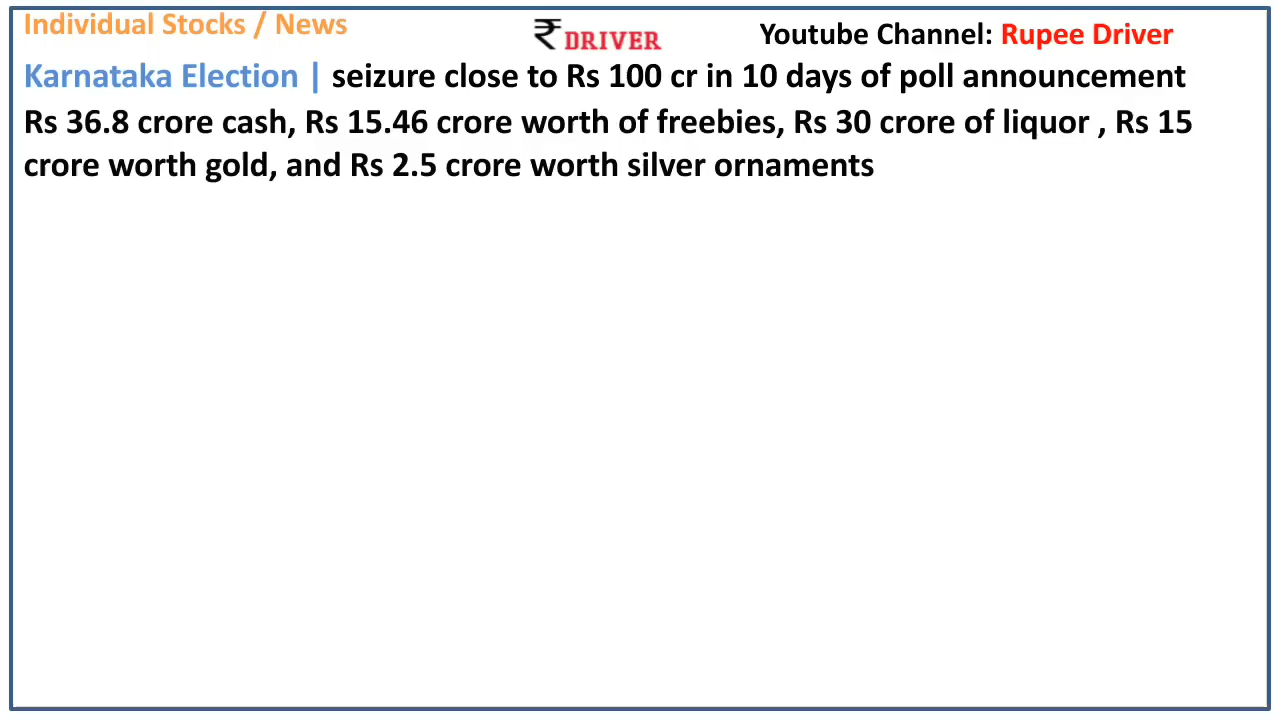 Individual Stocks / News
₹ DRIVER
Youtube Channel: Rupee Driver
Karnataka Election | seizure close to Rs 100 cr in 10 days of poll announcement
Rs 36.8 crore cash, Rs 15.46 crore worth of freebies, Rs 30 crore of liquor , Rs 15
crore worth gold, and Rs 2.5 crore worth silver ornaments